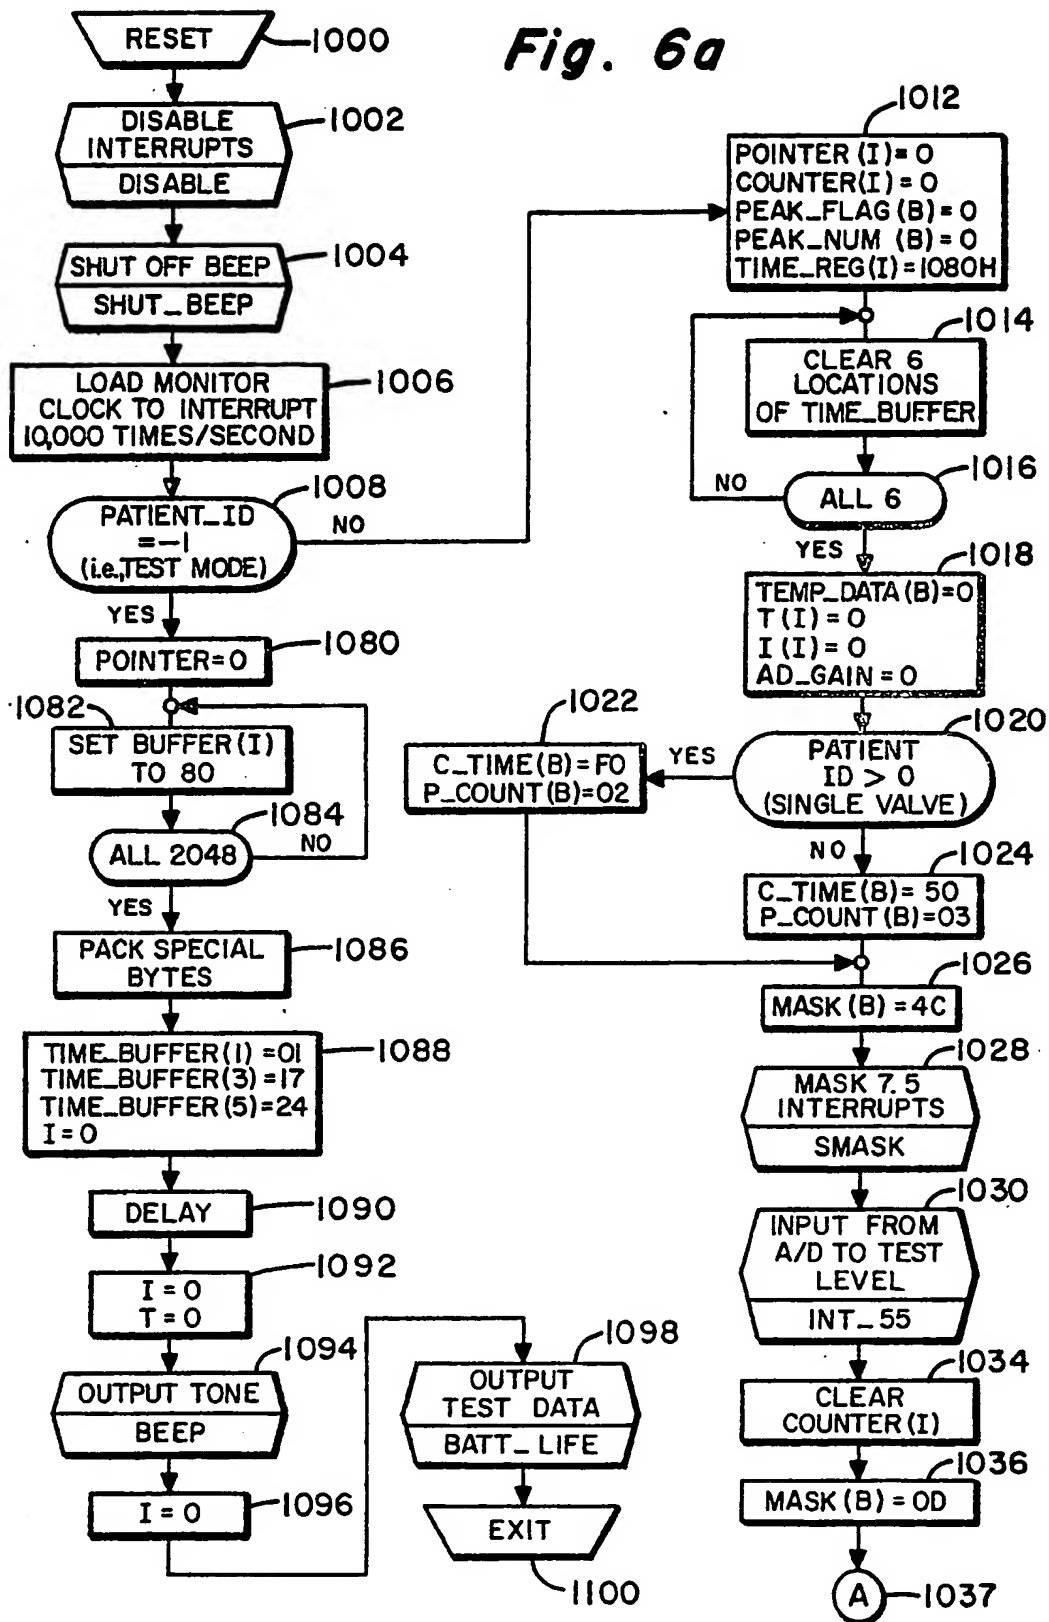 Fig. 6a
RESET
1000
DISABLE
INTERRUPTS
DISABLE
1002
SHUT OFF BEEP
SHUT_BEEP
1004
LOAD MONITOR
CLOCK TO INTERRUPT
10,000 TIMES/SECOND
1006
PATIENT_ID
=-1
(i.e.,TEST MODE)
1008
NO
YES
POINTER=0
1080
1082
SET BUFFER(I)
TO 80
1084
ALL 2048
NO
YES
PACK SPECIAL
BYTES
1086
TIME_BUFFER(1)=01
TIME_BUFFER(3)=17
TIME_BUFFER(5)=24
I=0
1088
DELAY
1090
I=0
T=0
1092
OUTPUT TONE
BEEP
1094
I=0
1096
OUTPUT
TEST DATA
BATT_LIFE
1098
EXIT
1100
1012
POINTER(I)=0
COUNTER(I)=0
PEAK_FLAG(B)=0
PEAK_NUM(B)=0
TIME_REG(I)=1080H
1014
CLEAR 6
LOCATIONS
OF TIME_BUFFER
1016
ALL 6
NO
YES
1018
TEMP_DATA(B)=0
T(I)=0
I(I)=0
AD_GAIN=0
1020
PATIENT
ID>0
(SINGLE VALVE)
YES
1022
C_TIME(B)=F0
P_COUNT(B)=02
NO
1024
C_TIME(B)=50
P_COUNT(B)=03
1026
MASK(B)=4C
1028
MASK 7.5
INTERRUPTS
SMASK
1030
INPUT FROM
A/D TO TEST
LEVEL
INT_55
1034
CLEAR
COUNTER(I)
1036
MASK(B)=0D
A
1037